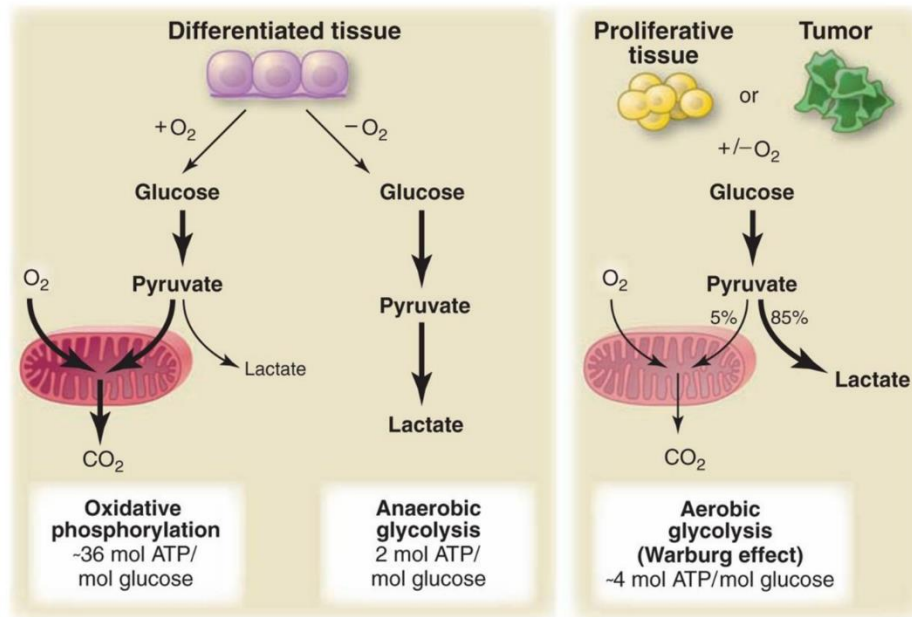 Differentiated tissue
+O₂
−O₂
Glucose
Glucose
O₂
Pyruvate
Pyruvate
Lactate
Lactate
CO₂
Oxidative
phosphorylation
~36 mol ATP/
mol glucose
Anaerobic
glycolysis
2 mol ATP/
mol glucose
Proliferative
tissue
or
Tumor
+/−O₂
Glucose
O₂
Pyruvate
5%
85%
Lactate
CO₂
Aerobic
glycolysis
(Warburg effect)
~4 mol ATP/mol glucose